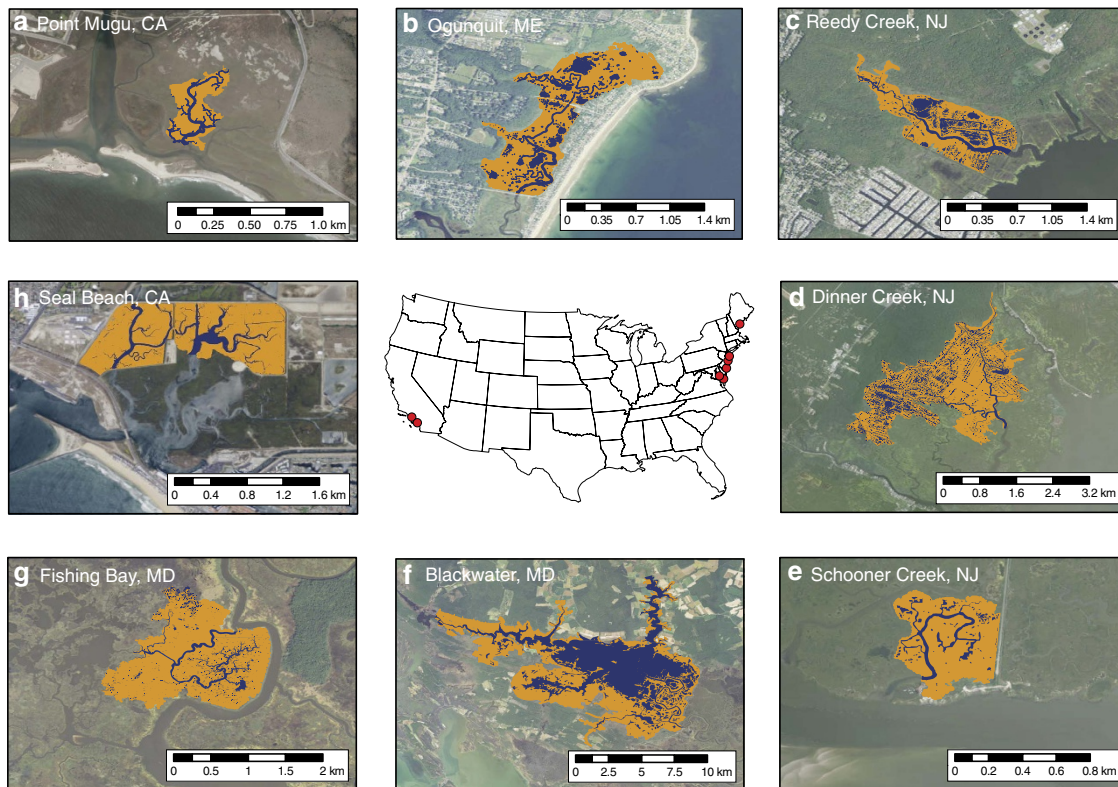 a Point Mugu, CA
0 0.25 0.50 0.75 1.0 km
b Ogunquit, ME
0 0.35 0.7 1.05 1.4 km
c Reedy Creek, NJ
0 0.35 0.7 1.05 1.4 km
h Seal Beach, CA
0 0.4 0.8 1.2 1.6 km
d Dinner Creek, NJ
0 0.8 1.6 2.4 3.2 km
g Fishing Bay, MD
0 0.5 1 2 km
f Blackwater, MD
0 2.5 5 7.5 10 km
e Schooner Creek, NJ
0 0.2 0.4 0.6 0.8 km